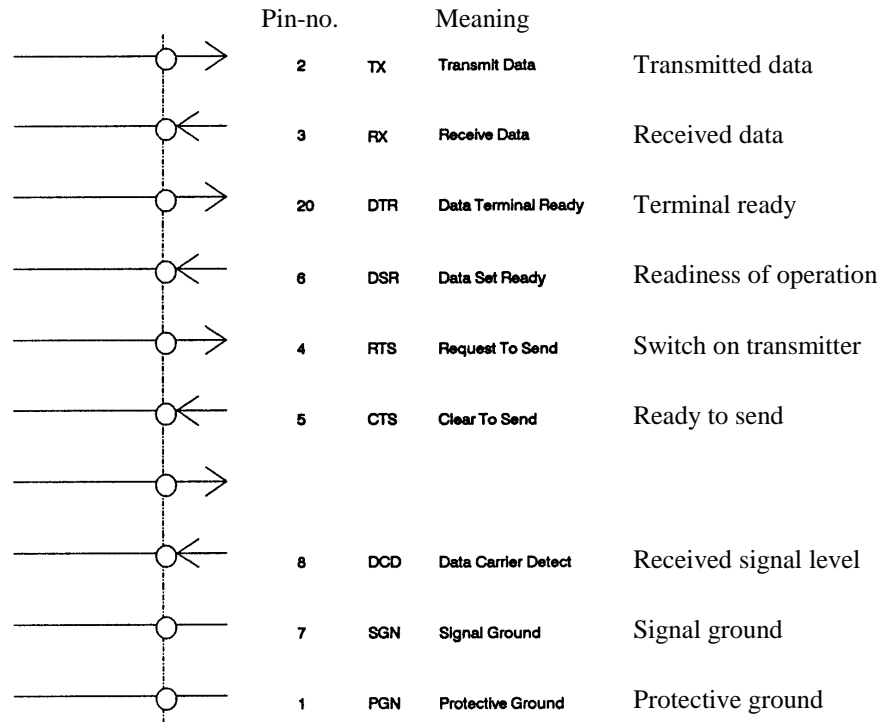 Pin-no. Meaning
2 TX Transmit Data Transmitted data
3 RX Receive Data Received data
20 DTR Data Terminal Ready Terminal ready
6 DSR Data Set Ready Readiness of operation
4 RTS Request To Send Switch on transmitter
5 CTS Clear To Send Ready to send
8 DCD Data Carrier Detect Received signal level
7 SGN Signal Ground Signal ground
1 PGN Protective Ground Protective ground